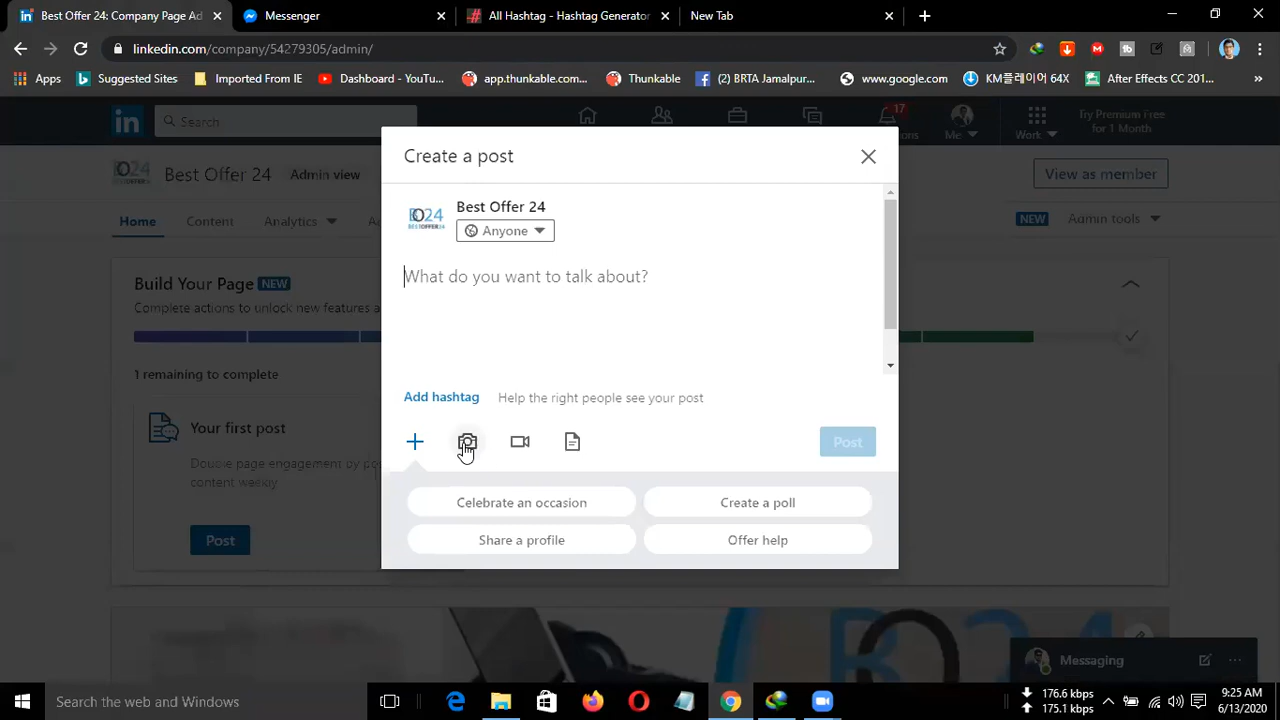 Best Offer 24: Company Page Ad
Messenger
All Hashtag - Hashtag Generator
New Tab
linkedin.com/company/54279305/admin/
Apps
Suggested Sites
Imported From IE
Dashboard - YouTu...
app.thunkable.com...
Thunkable
(2) BRTA Jamalpur...
www.google.com
KM플레이어 64X
After Effects CC 201...
»
in
Search
17
Me
Work
Try Premium Free
for 1 Month
Best Offer 24
Admin view
View as member
Home
Content
Analytics
NEW
Admin tools
Build Your Page NEW
Complete actions to unlock new features a
1 remaining to complete
Your first post
Double page engagement by po
content weekly
Post
Create a post
BO24
BESTOFFER24
Best Offer 24
Anyone
What do you want to talk about?
Add hashtag
Help the right people see your post
Post
Celebrate an occasion
Create a poll
Share a profile
Offer help
Messaging
Search the web and Windows
176.6 kbps
175.1 kbps
9:25 AM
6/13/2020